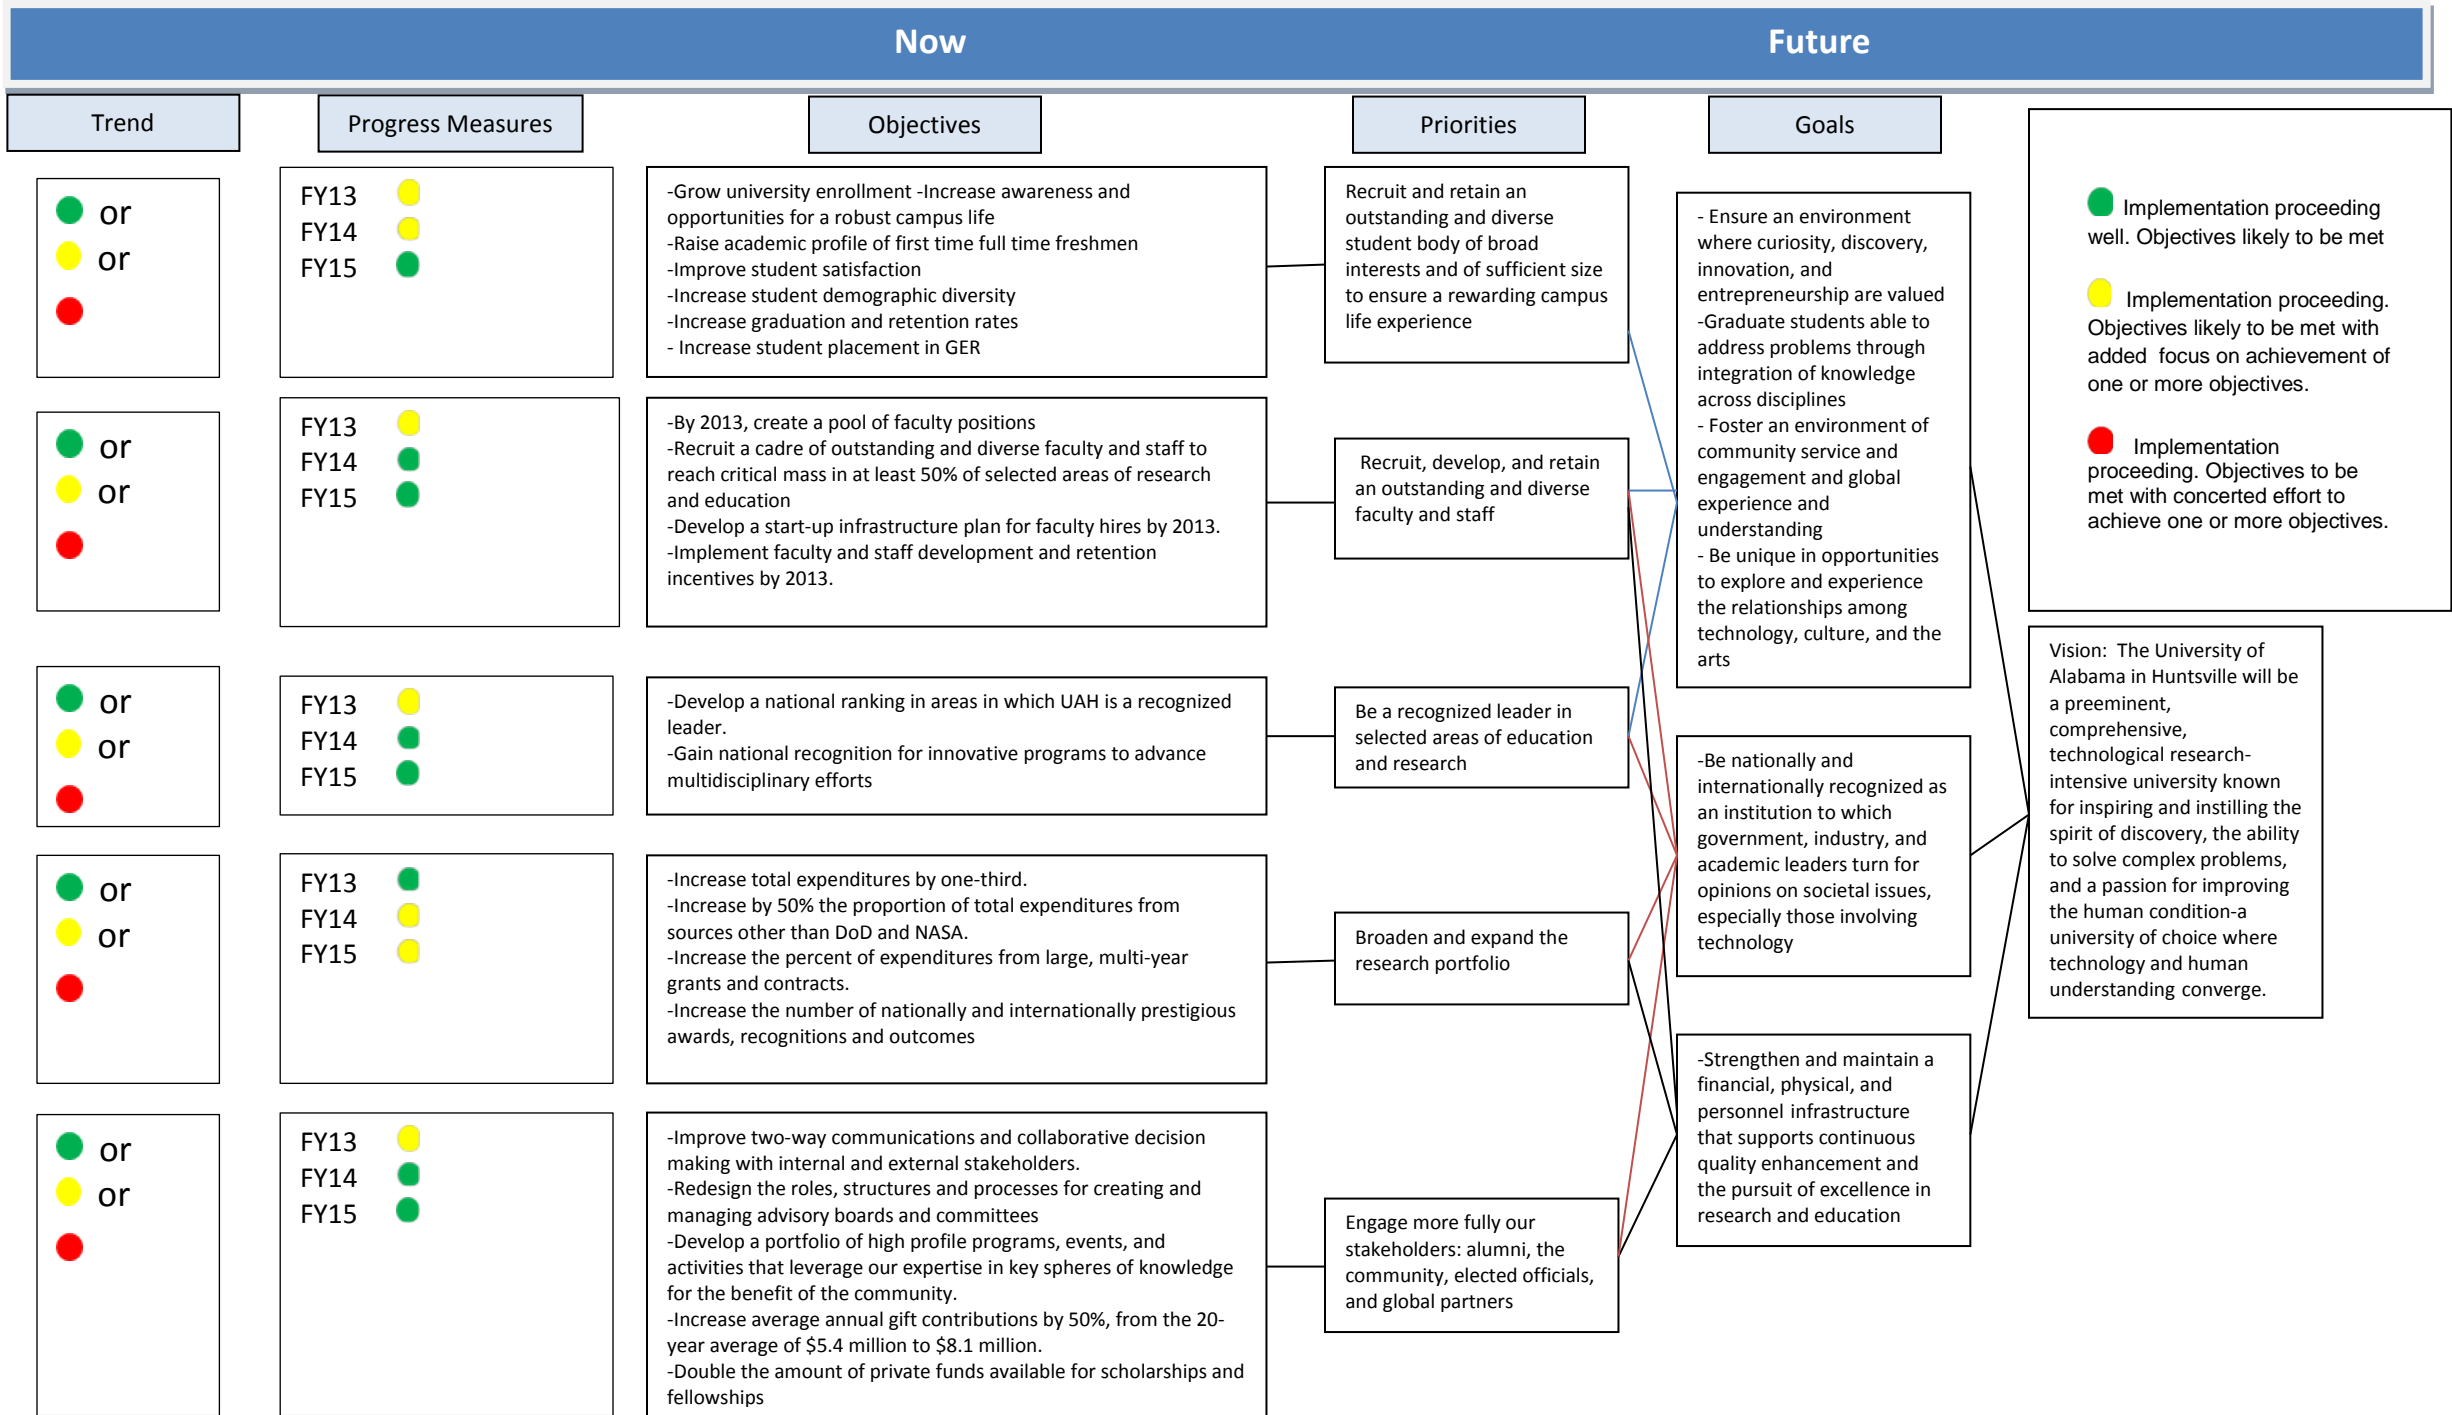 Now
Future
Trend
Progress Measures
Objectives
Priorities
Goals
or
or
FY13
FY14
FY15
-Grow university enrollment -Increase awareness and
opportunities for a robust campus life
-Raise academic profile of first time full time freshmen
-Improve student satisfaction
-Increase student demographic diversity
-Increase graduation and retention rates
- Increase student placement in GER
Recruit and retain an
outstanding and diverse
student body of broad
interests and of sufficient size
to ensure a rewarding campus
life experience
or
or
FY13
FY14
FY15
-By 2013, create a pool of faculty positions
-Recruit a cadre of outstanding and diverse faculty and staff to
reach critical mass in at least 50% of selected areas of research
and education
-Develop a start-up infrastructure plan for faculty hires by 2013.
-Implement faculty and staff development and retention
incentives by 2013.
Recruit, develop, and retain
an outstanding and diverse
faculty and staff
or
or
FY13
FY14
FY15
-Develop a national ranking in areas in which UAH is a recognized
leader.
-Gain national recognition for innovative programs to advance
multidisciplinary efforts
Be a recognized leader in
selected areas of education
and research
or
or
FY13
FY14
FY15
-Increase total expenditures by one-third.
-Increase by 50% the proportion of total expenditures from
sources other than DoD and NASA.
-Increase the percent of expenditures from large, multi-year
grants and contracts.
-Increase the number of nationally and internationally prestigious
awards, recognitions and outcomes
Broaden and expand the
research portfolio
or
or
FY13
FY14
FY15
-Improve two-way communications and collaborative decision
making with internal and external stakeholders.
-Redesign the roles, structures and processes for creating and
managing advisory boards and committees
-Develop a portfolio of high profile programs, events, and
activities that leverage our expertise in key spheres of knowledge
for the benefit of the community.
-Increase average annual gift contributions by 50%, from the 20-
year average of $5.4 million to $8.1 million.
-Double the amount of private funds available for scholarships and
fellowships
Engage more fully our
stakeholders: alumni, the
community, elected officials,
and global partners
- Ensure an environment
where curiosity, discovery,
innovation, and
entrepreneurship are valued
-Graduate students able to
address problems through
integration of knowledge
across disciplines
- Foster an environment of
community service and
engagement and global
experience and
understanding
- Be unique in opportunities
to explore and experience
the relationships among
technology, culture, and the
arts
-Be nationally and
internationally recognized as
an institution to which
government, industry, and
academic leaders turn for
opinions on societal issues,
especially those involving
technology
-Strengthen and maintain a
financial, physical, and
personnel infrastructure
that supports continuous
quality enhancement and
the pursuit of excellence in
research and education
Implementation proceeding
well. Objectives likely to be met
Implementation proceeding.
Objectives likely to be met with
added focus on achievement of
one or more objectives.
Implementation
proceeding. Objectives to be
met with concerted effort to
achieve one or more objectives.
Vision: The University of
Alabama in Huntsville will be
a preeminent,
comprehensive,
technological research-
intensive university known
for inspiring and instilling the
spirit of discovery, the ability
to solve complex problems,
and a passion for improving
the human condition-a
university of choice where
technology and human
understanding converge.